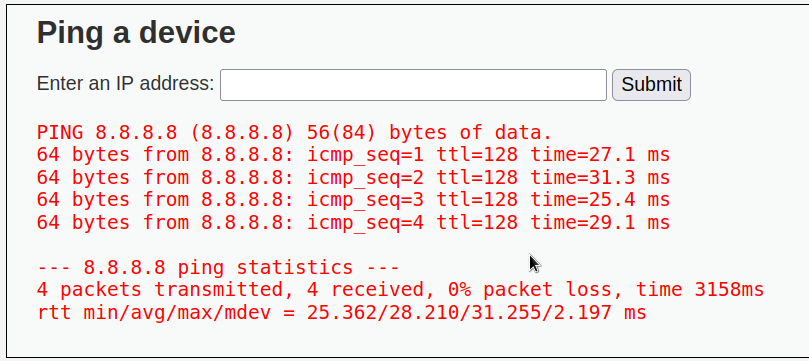 Ping a device
Enter an IP address: Submit
PING 8.8.8.8 (8.8.8.8) 56(84) bytes of data.
64 bytes from 8.8.8.8: icmp_seq=1 ttl=128 time=27.1 ms
64 bytes from 8.8.8.8: icmp_seq=2 ttl=128 time=31.3 ms
64 bytes from 8.8.8.8: icmp_seq=3 ttl=128 time=25.4 ms
64 bytes from 8.8.8.8: icmp_seq=4 ttl=128 time=29.1 ms
--- 8.8.8.8 ping statistics ---
4 packets transmitted, 4 received, 0% packet loss, time 3158ms
rtt min/avg/max/mdev = 25.362/28.210/31.255/2.197 ms